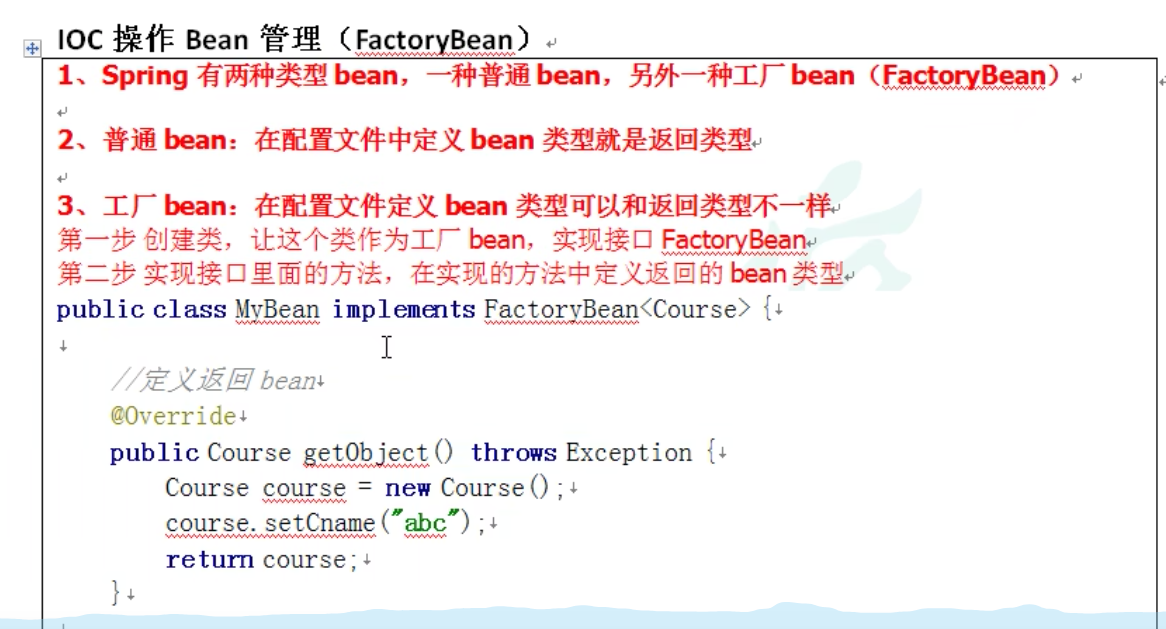 IOC 操作 Bean 管理（FactoryBean）
1、Spring 有两种类型 bean，一种普通 bean，另外一种工厂 bean（FactoryBean）
2、普通 bean：在配置文件中定义 bean 类型就是返回类型
3、工厂 bean：在配置文件定义 bean 类型可以和返回类型不一样
第一步 创建类，让这个类作为工厂 bean，实现接口 FactoryBean
第二步 实现接口里面的方法，在实现的方法中定义返回的 bean 类型
public class MyBean implements FactoryBean<Course> {
//定义返回 bean
@Override
public Course getObject() throws Exception {
Course course = new Course();
course.setCname("abc");
return course;
}